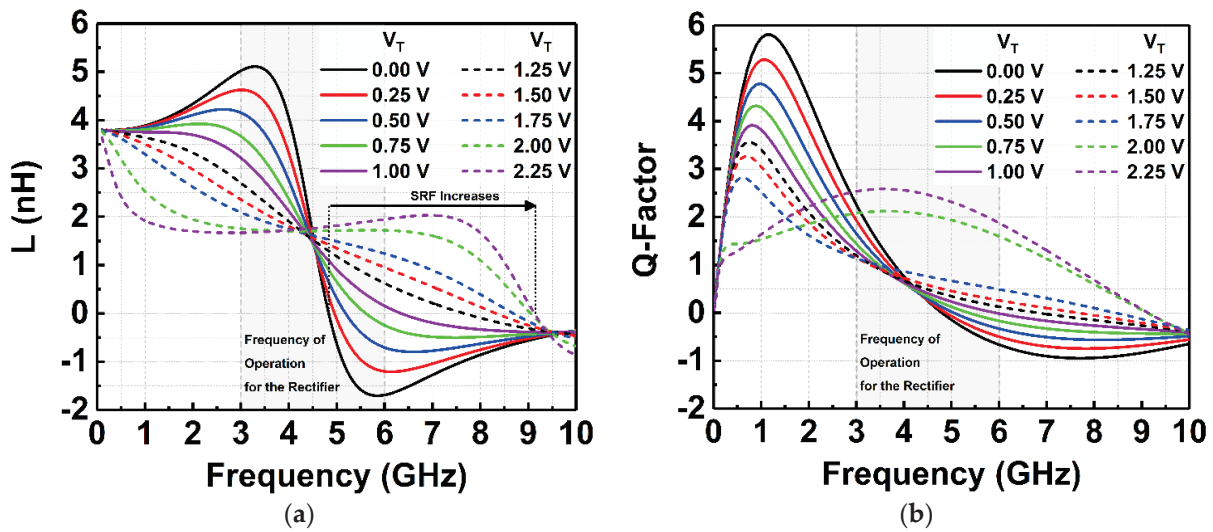 6
5
4
3
2
1
0
-1
-2
L (nH)
V_T V_T
0.00 V 1.25 V
0.25 V 1.50 V
0.50 V 1.75 V
0.75 V 2.00 V
1.00 V 2.25 V
SRF Increases
Frequency of
Operation
for the Rectifier
0 1 2 3 4 5 6 7 8 9 10
Frequency (GHz)
(a)
6
5
4
3
2
1
0
-1
-2
Q-Factor
V_T V_T
0.00 V 1.25 V
0.25 V 1.50 V
0.50 V 1.75 V
0.75 V 2.00 V
1.00 V 2.25 V
Frequency of
Operation
for the Rectifier
0 1 2 3 4 5 6 7 8 9 10
Frequency (GHz)
(b)